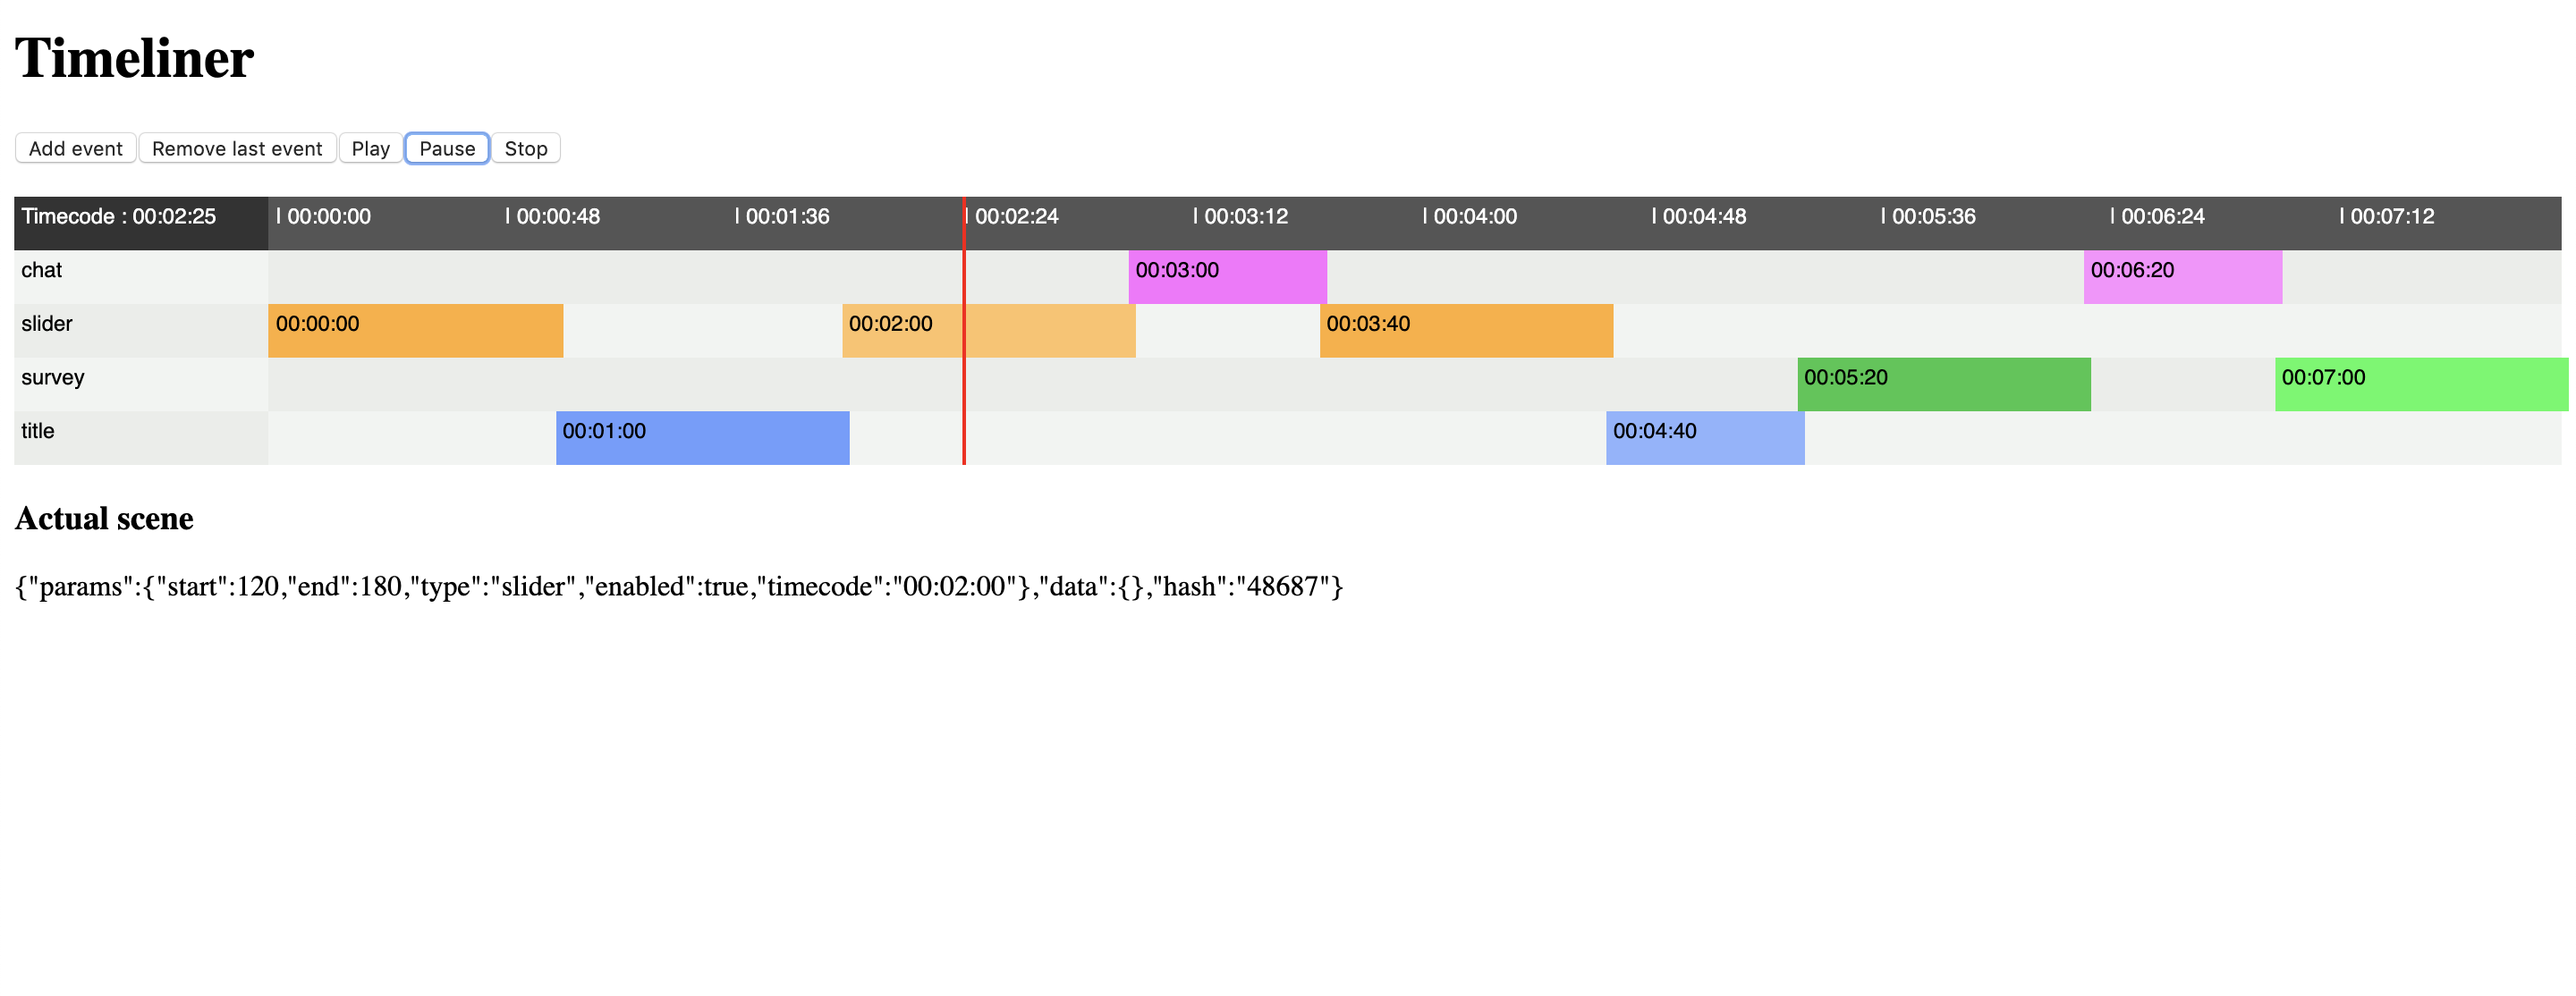 Timeliner
Add event Remove last event Play Pause Stop
Timecode : 00:02:25 | 00:00:00 | 00:00:48 | 00:01:36 | 00:02:24 | 00:03:12 | 00:04:00 | 00:04:48 | 00:05:36 | 00:06:24 | 00:07:12
chat 00:03:00 00:06:20
slider 00:00:00 00:02:00 00:03:40
survey 00:05:20 00:07:00
title 00:01:00 00:04:40
Actual scene
{"params":{"start":120,"end":180,"type":"slider","enabled":true,"timecode":"00:02:00"},"data":{},"hash":"48687"}